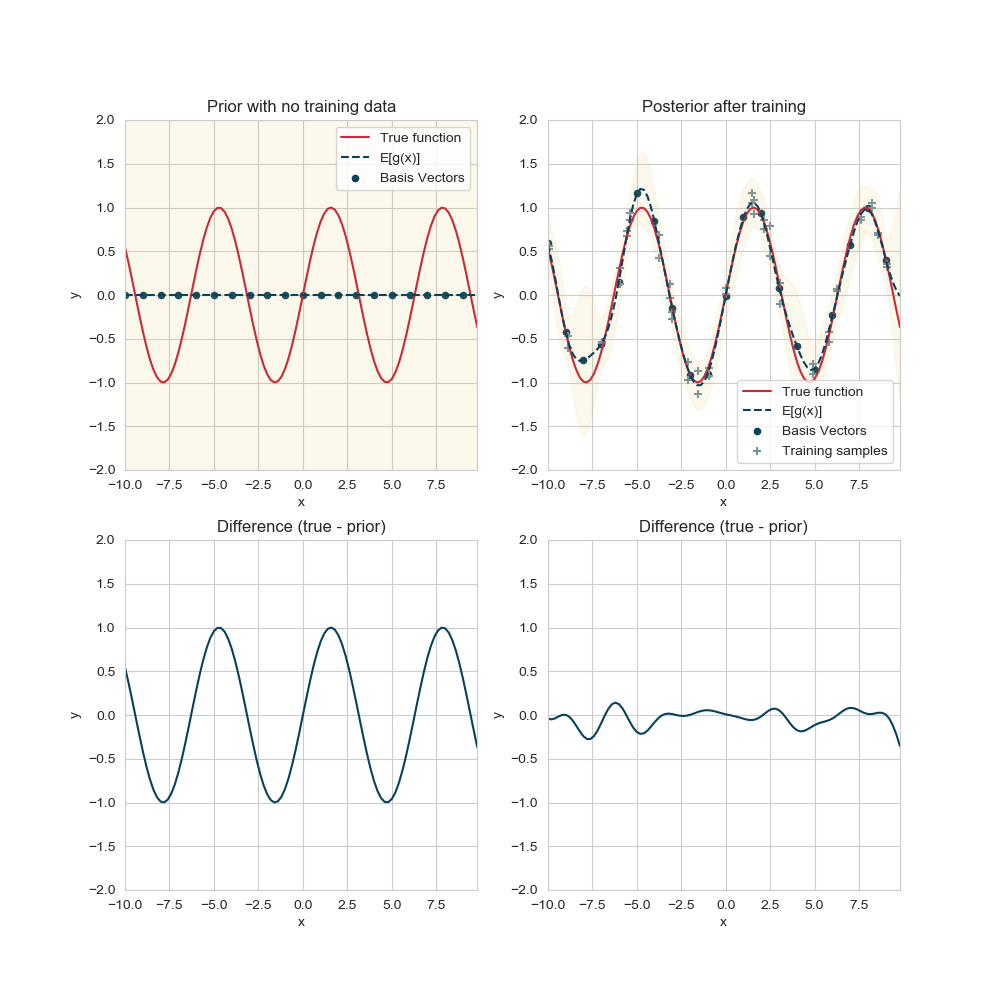 Prior with no training data
2.0
1.5
1.0
0.5
0.0
−0.5
−1.0
−1.5
−2.0
y
True function
E[g(x)]
Basis Vectors
−10.0 −7.5 −5.0 −2.5 0.0 2.5 5.0 7.5
x
Posterior after training
2.0
1.5
1.0
0.5
0.0
−0.5
−1.0
−1.5
−2.0
y
True function
E[g(x)]
Basis Vectors
Training samples
−10.0 −7.5 −5.0 −2.5 0.0 2.5 5.0 7.5
x
Difference (true - prior)
2.0
1.5
1.0
0.5
0.0
−0.5
−1.0
−1.5
−2.0
y
−10.0 −7.5 −5.0 −2.5 0.0 2.5 5.0 7.5
x
Difference (true - prior)
2.0
1.5
1.0
0.5
0.0
−0.5
−1.0
−1.5
−2.0
y
−10.0 −7.5 −5.0 −2.5 0.0 2.5 5.0 7.5
x